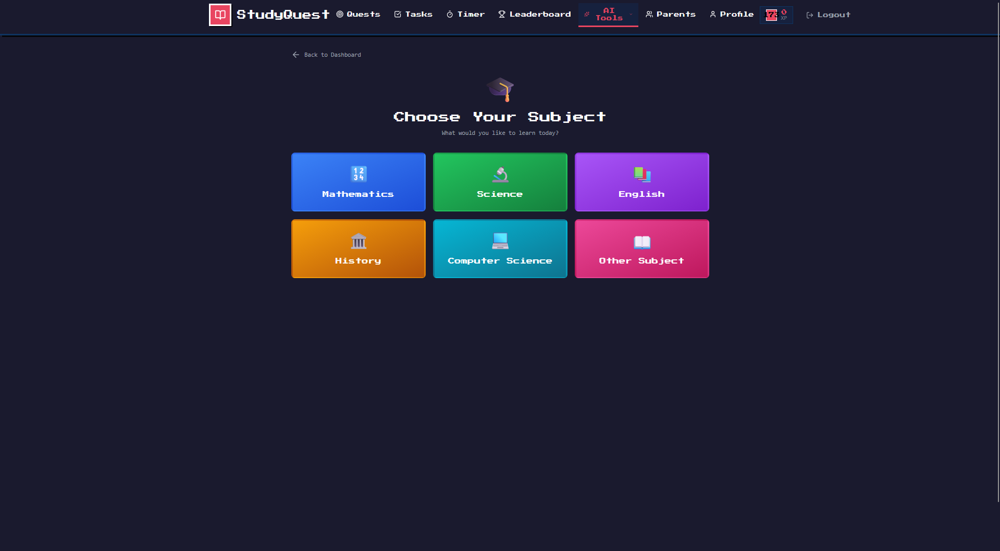 StudyQuest
Quests
Tasks
Timer
Leaderboard
AI
Tools
Parents
Profile
173
0
XP
Logout
Back to Dashboard
Choose Your Subject
What would you like to learn today?
1 2
3 4
Mathematics
Science
English
History
Computer Science
Other Subject